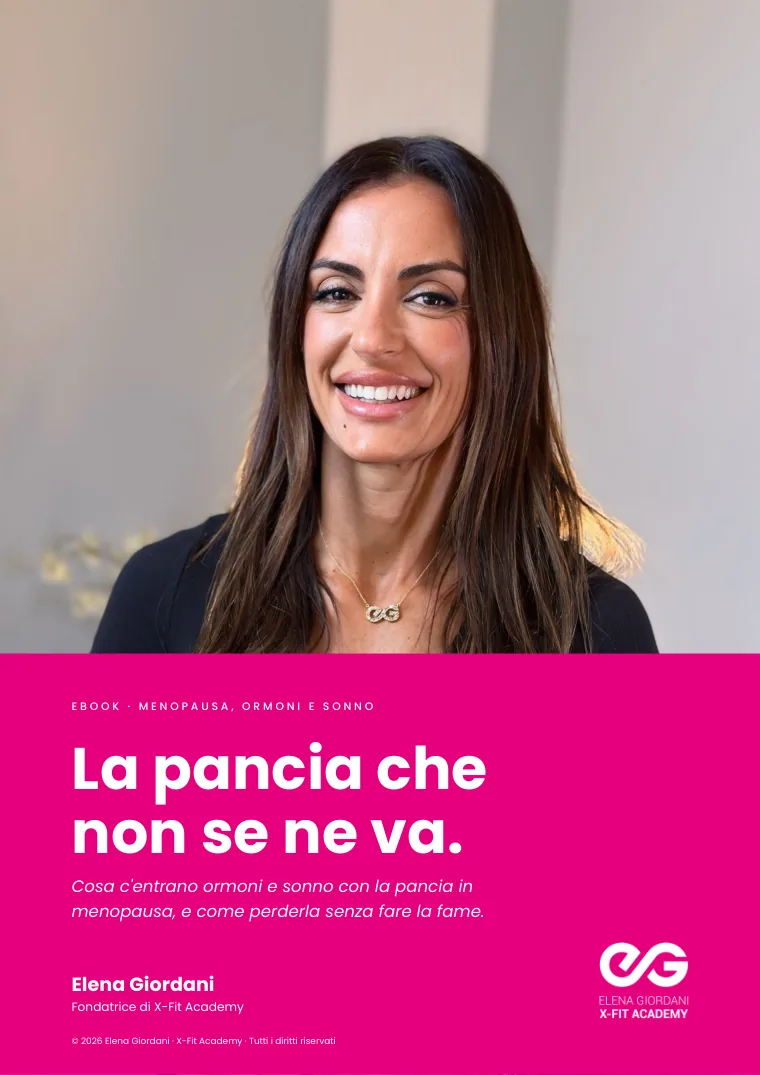 EG
EBOOK · MENOPAUSA, ORMONI E SONNO
La pancia che
non se ne va.
Cosa c'entrano ormoni e sonno con la pancia in
menopausa, e come perderla senza fare la fame.
Elena Giordani
Fondatrice di X-Fit Academy
© 2026 Elena Giordani · X-Fit Academy · Tutti i diritti riservati
eG
ELENA GIORDANI
X-FIT ACADEMY